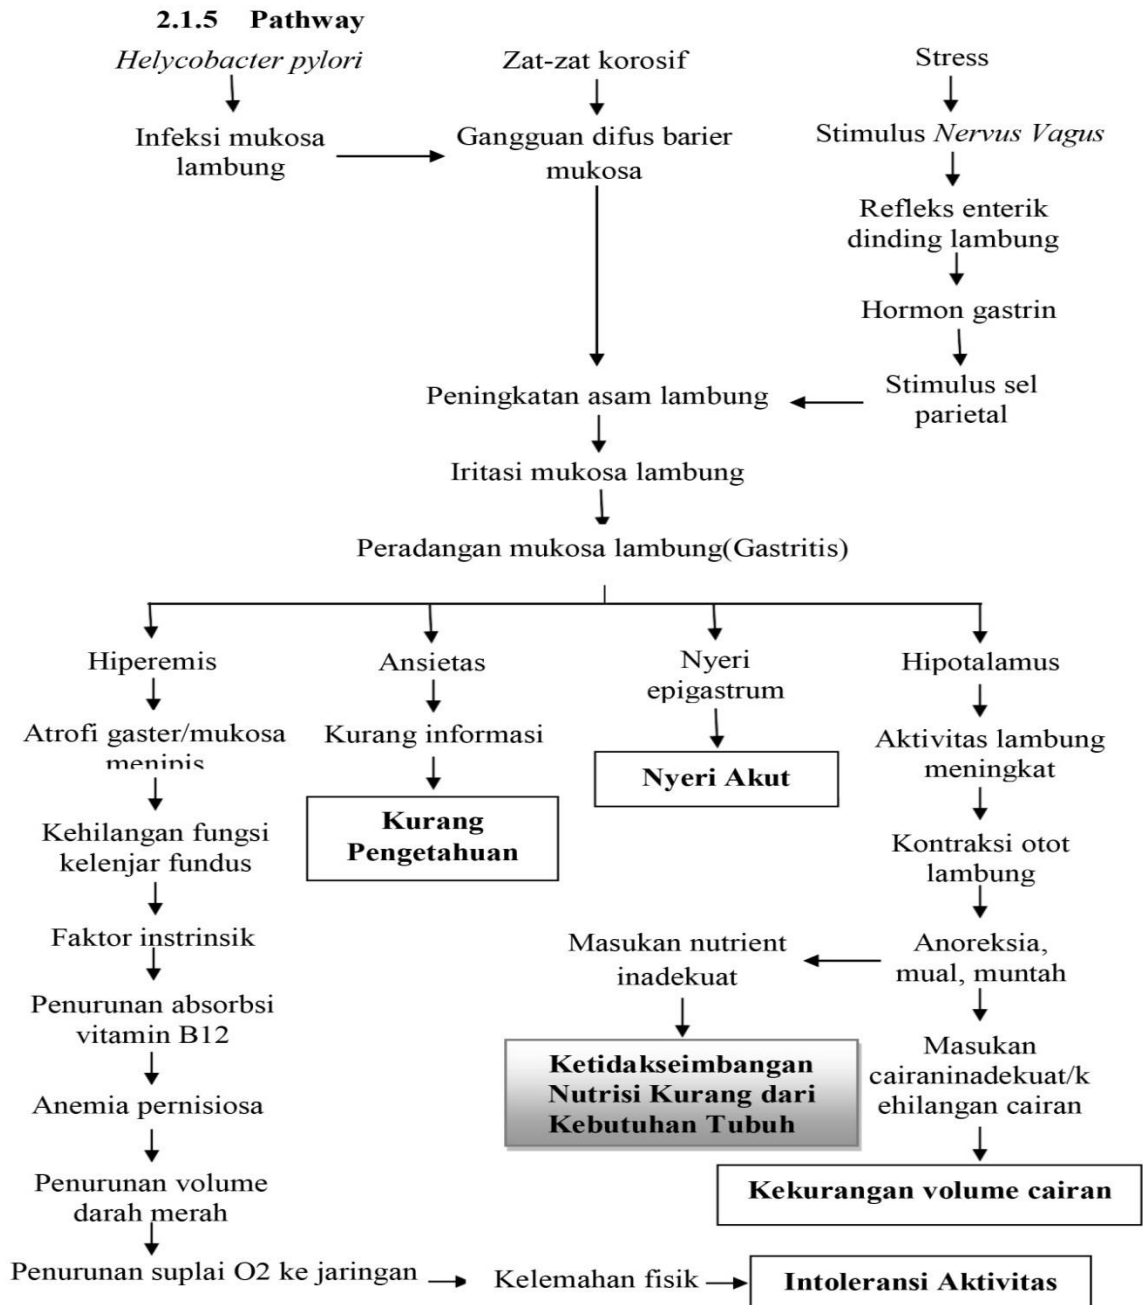 2.1.5 Pathway
Helycobacter pylori
Zat-zat korosif
Stress
Infeksi mukosa
lambung
Gangguan difus barier
mukosa
Stimulus Nervus Vagus
Refleks enterik
dinding lambung
Hormon gastrin
Stimulus sel
parietal
Peningkatan asam lambung
Iritasi mukosa lambung
Peradangan mukosa lambung(Gastritis)
Hiperemis
Ansietas
Nyeri
epigastrum
Hipotalamus
Atrofi gaster/mukosa
menipis
Kurang informasi
Nyeri Akut
Aktivitas lambung
meningkat
Kurang
Pengetahuan
Kehilangan fungsi
kelenjar fundus
Kontraksi otot
lambung
Faktor instrinsik
Masukan nutrient
inadekuat
Anoreksia,
mual, muntah
Penurunan absorbsi
vitamin B12
Ketidakseimbangan
Nutrisi Kurang dari
Kebutuhan Tubuh
Masukan
cairaninadekuat/k
ehilangan cairan
Anemia pernisiosa
Kekurangan volume cairan
Penurunan volume
darah merah
Penurunan suplai O2 ke jaringan
Kelemahan fisik
Intoleransi Aktivitas